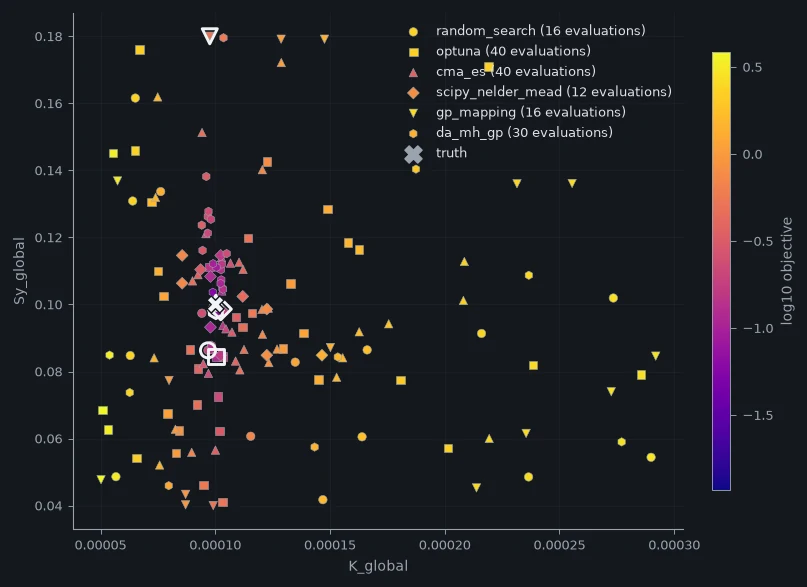 random_search (16 evaluations)
optuna (40 evaluations)
cma_es (40 evaluations)
scipy_nelder_mead (12 evaluations)
gp_mapping (16 evaluations)
da_mh_gp (30 evaluations)
truth
Sy_global
0.18
0.16
0.14
0.12
0.10
0.08
0.06
0.04
0.00005
0.00010
0.00015
0.00020
0.00025
0.00030
K_global
0.5
0.0
−0.5
−1.0
−1.5
log10 objective